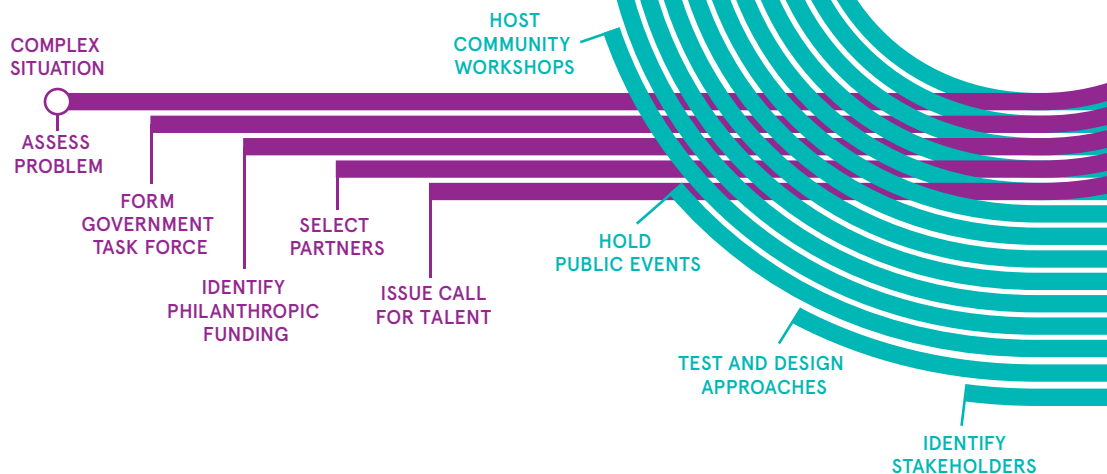 COMPLEX
SITUATION
ASSESS
PROBLEM
FORM
GOVERNMENT
TASK FORCE
IDENTIFY
PHILANTHROPIC
FUNDING
SELECT
PARTNERS
ISSUE CALL
FOR TALENT
HOST
COMMUNITY
WORKSHOPS
HOLD
PUBLIC EVENTS
TEST AND DESIGN
APPROACHES
IDENTIFY
STAKEHOLDERS